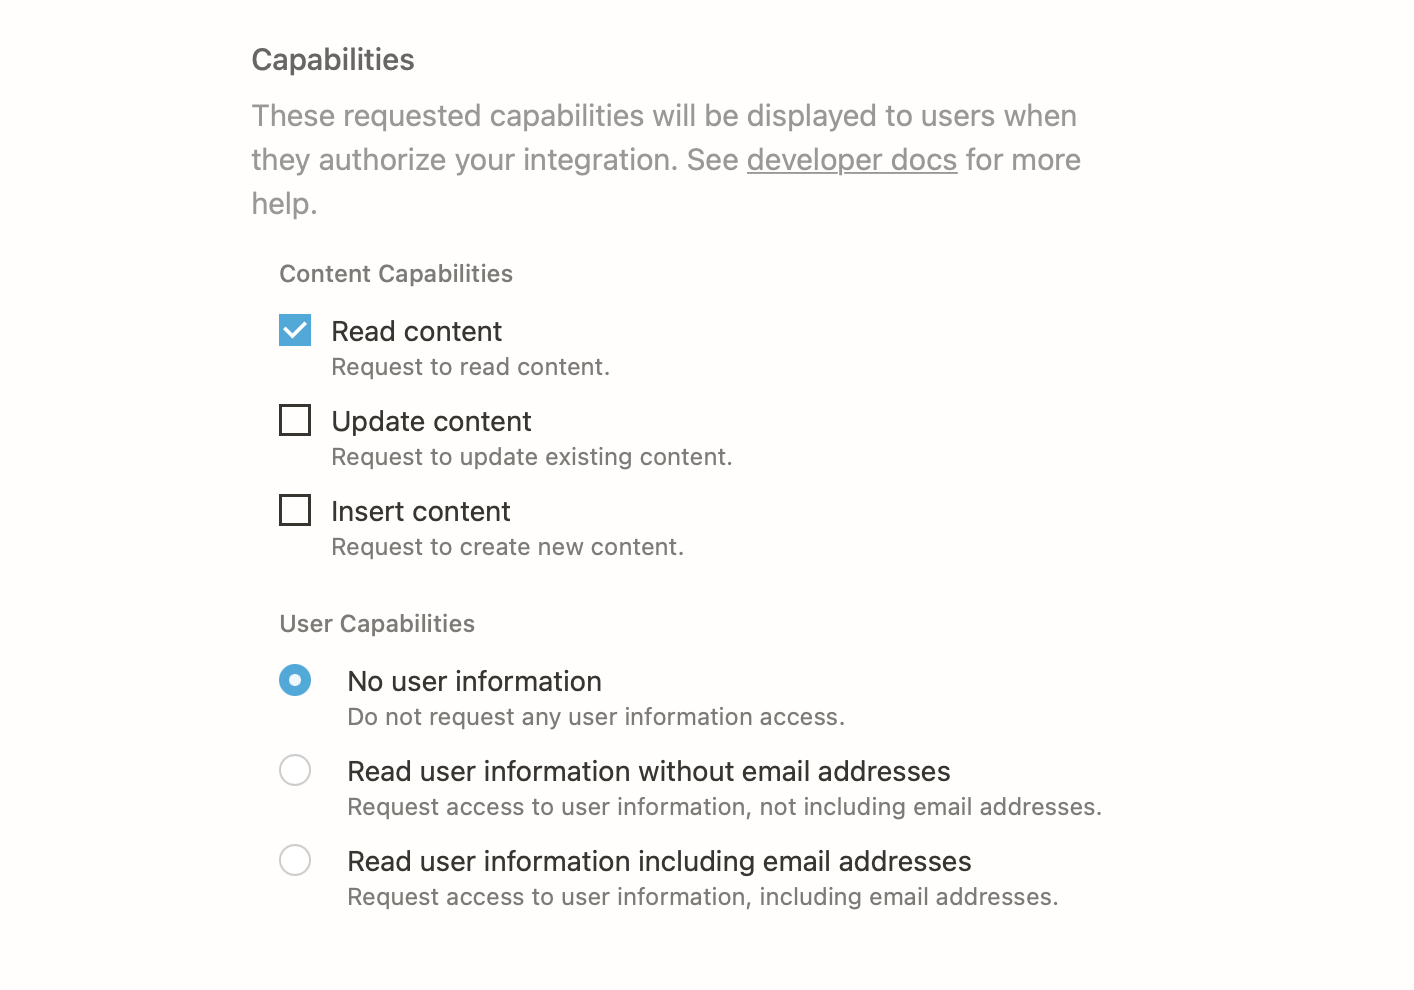 Capabilities
These requested capabilities will be displayed to users when
they authorize your integration. See developer docs for more
help.
Content Capabilities
Read content
Request to read content.
Update content
Request to update existing content.
Insert content
Request to create new content.
User Capabilities
No user information
Do not request any user information access.
Read user information without email addresses
Request access to user information, not including email addresses.
Read user information including email addresses
Request access to user information, including email addresses.